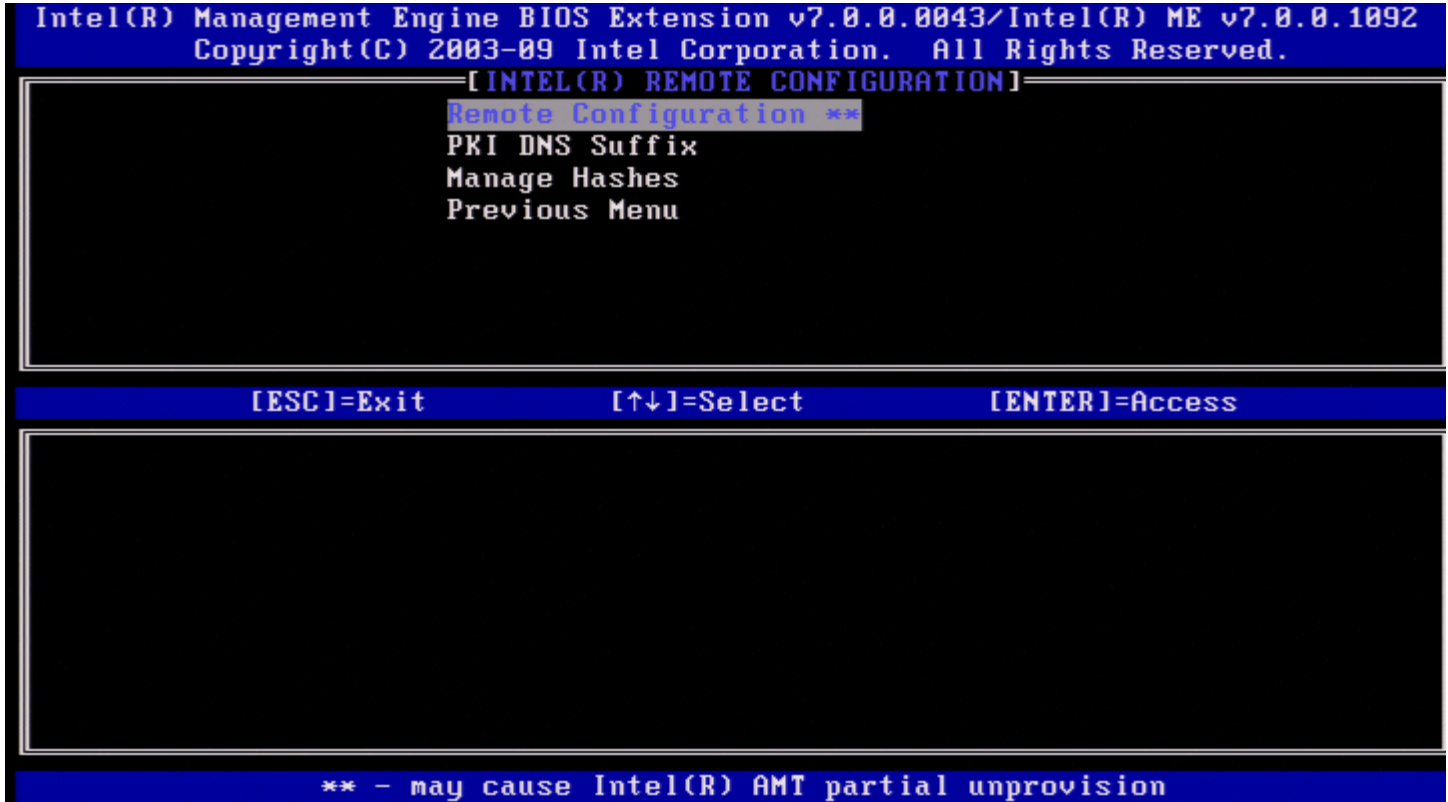 Intel(R) Management Engine BIOS Extension v7.0.0.0043/Intel(R) ME v7.0.0.1092
Copyright(C) 2003-09 Intel Corporation. All Rights Reserved.
[INTEL(R) REMOTE CONFIGURATION]
Remote Configuration **
PKI DNS Suffix
Manage Hashes
Previous Menu
[ESC]=Exit [↑↓]=Select [ENTER]=Access
** - may cause Intel(R) AMT partial unprovision